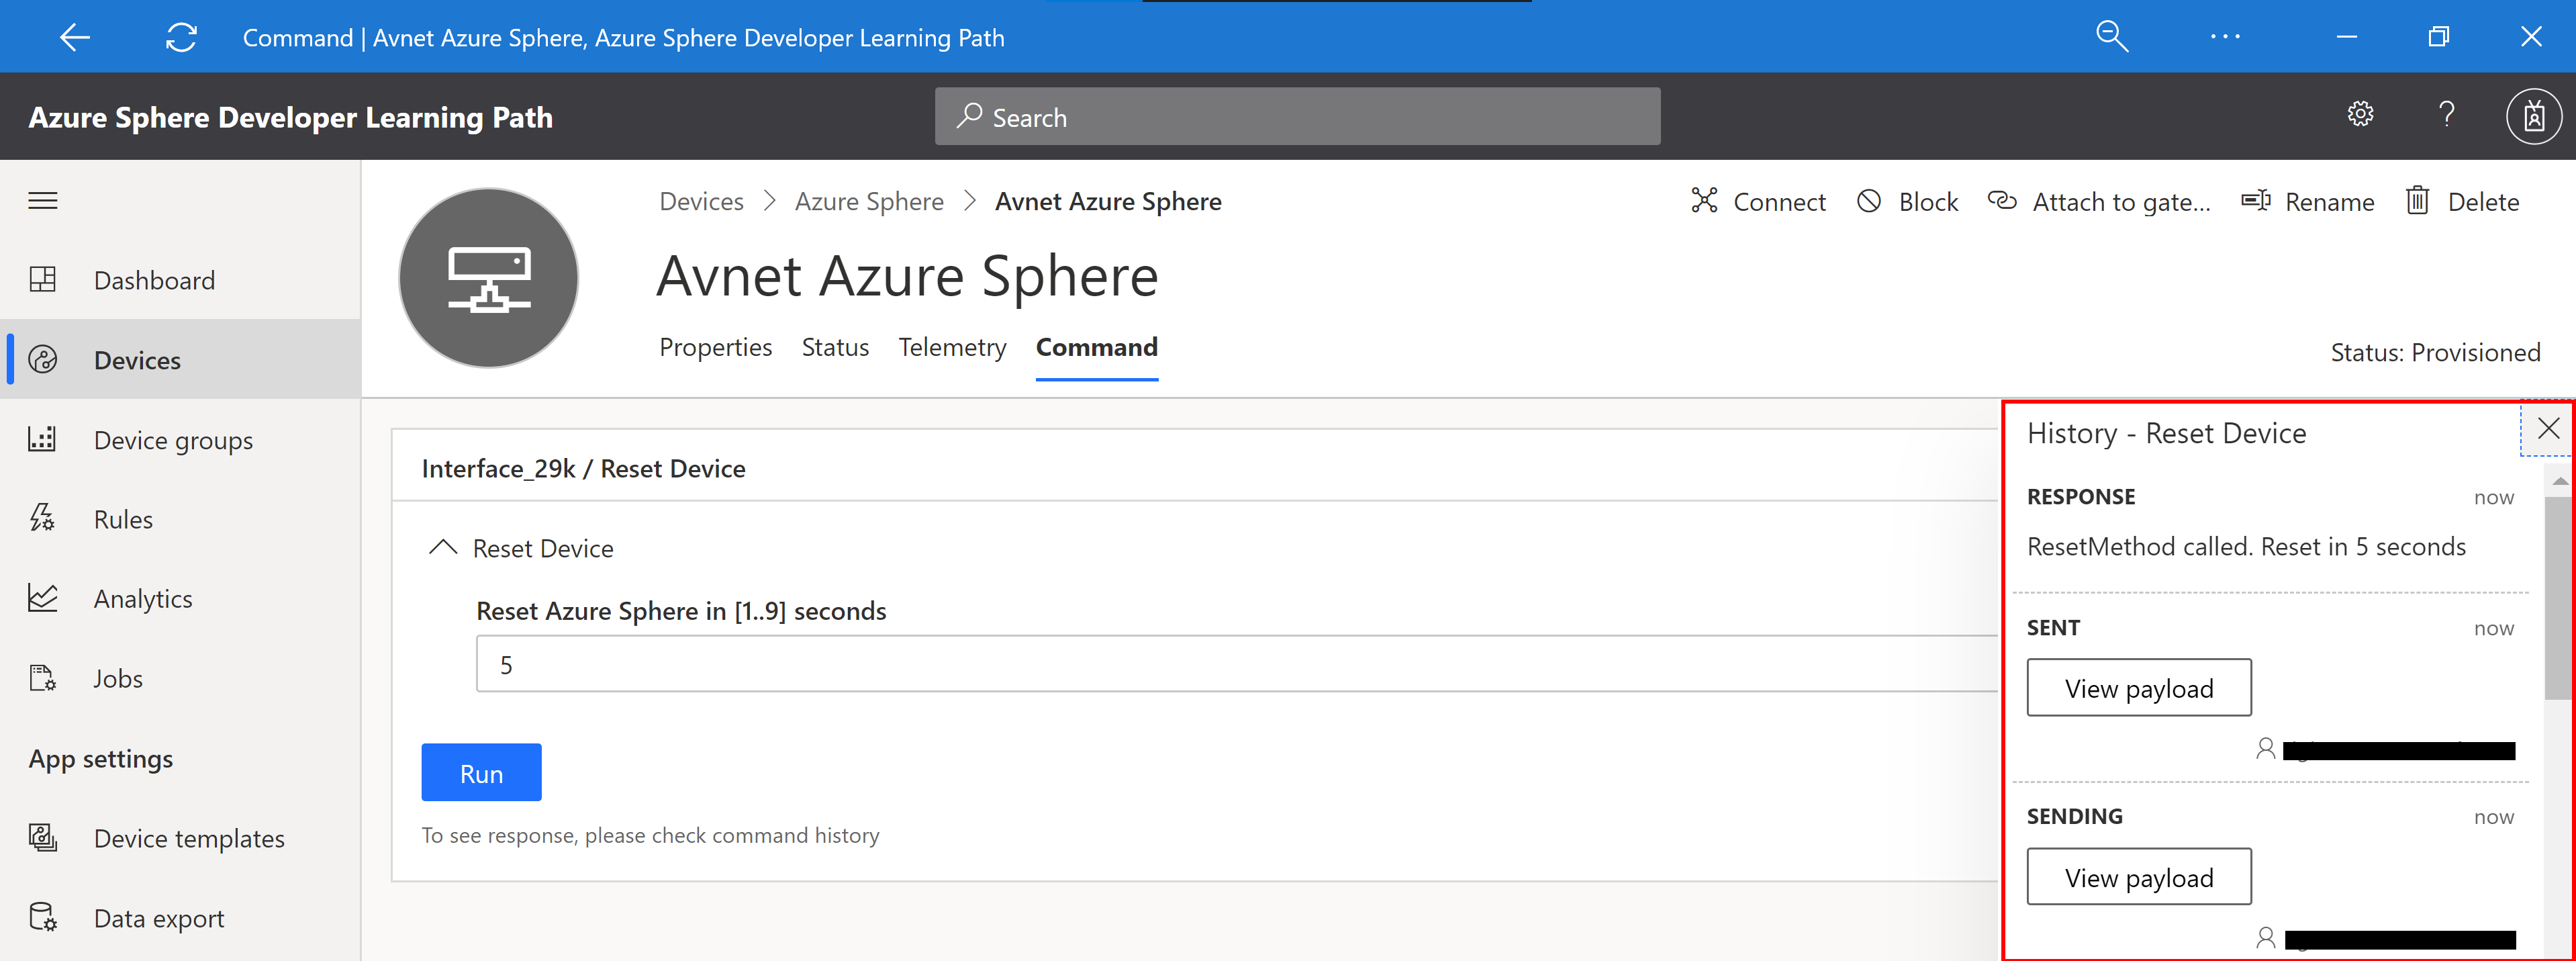 Command | Avnet Azure Sphere, Azure Sphere Developer Learning Path
Azure Sphere Developer Learning Path
Search
Devices > Azure Sphere > Avnet Azure Sphere
Connect
Block
Attach to gate...
Rename
Delete
Avnet Azure Sphere
Properties Status Telemetry Command
Status: Provisioned
Dashboard
Devices
Device groups
Rules
Analytics
Jobs
App settings
Device templates
Data export
Interface_29k / Reset Device
Reset Device
Reset Azure Sphere in [1..9] seconds
5
Run
To see response, please check command history
History - Reset Device
RESPONSE now
ResetMethod called. Reset in 5 seconds
SENT now
View payload
SENDING now
View payload